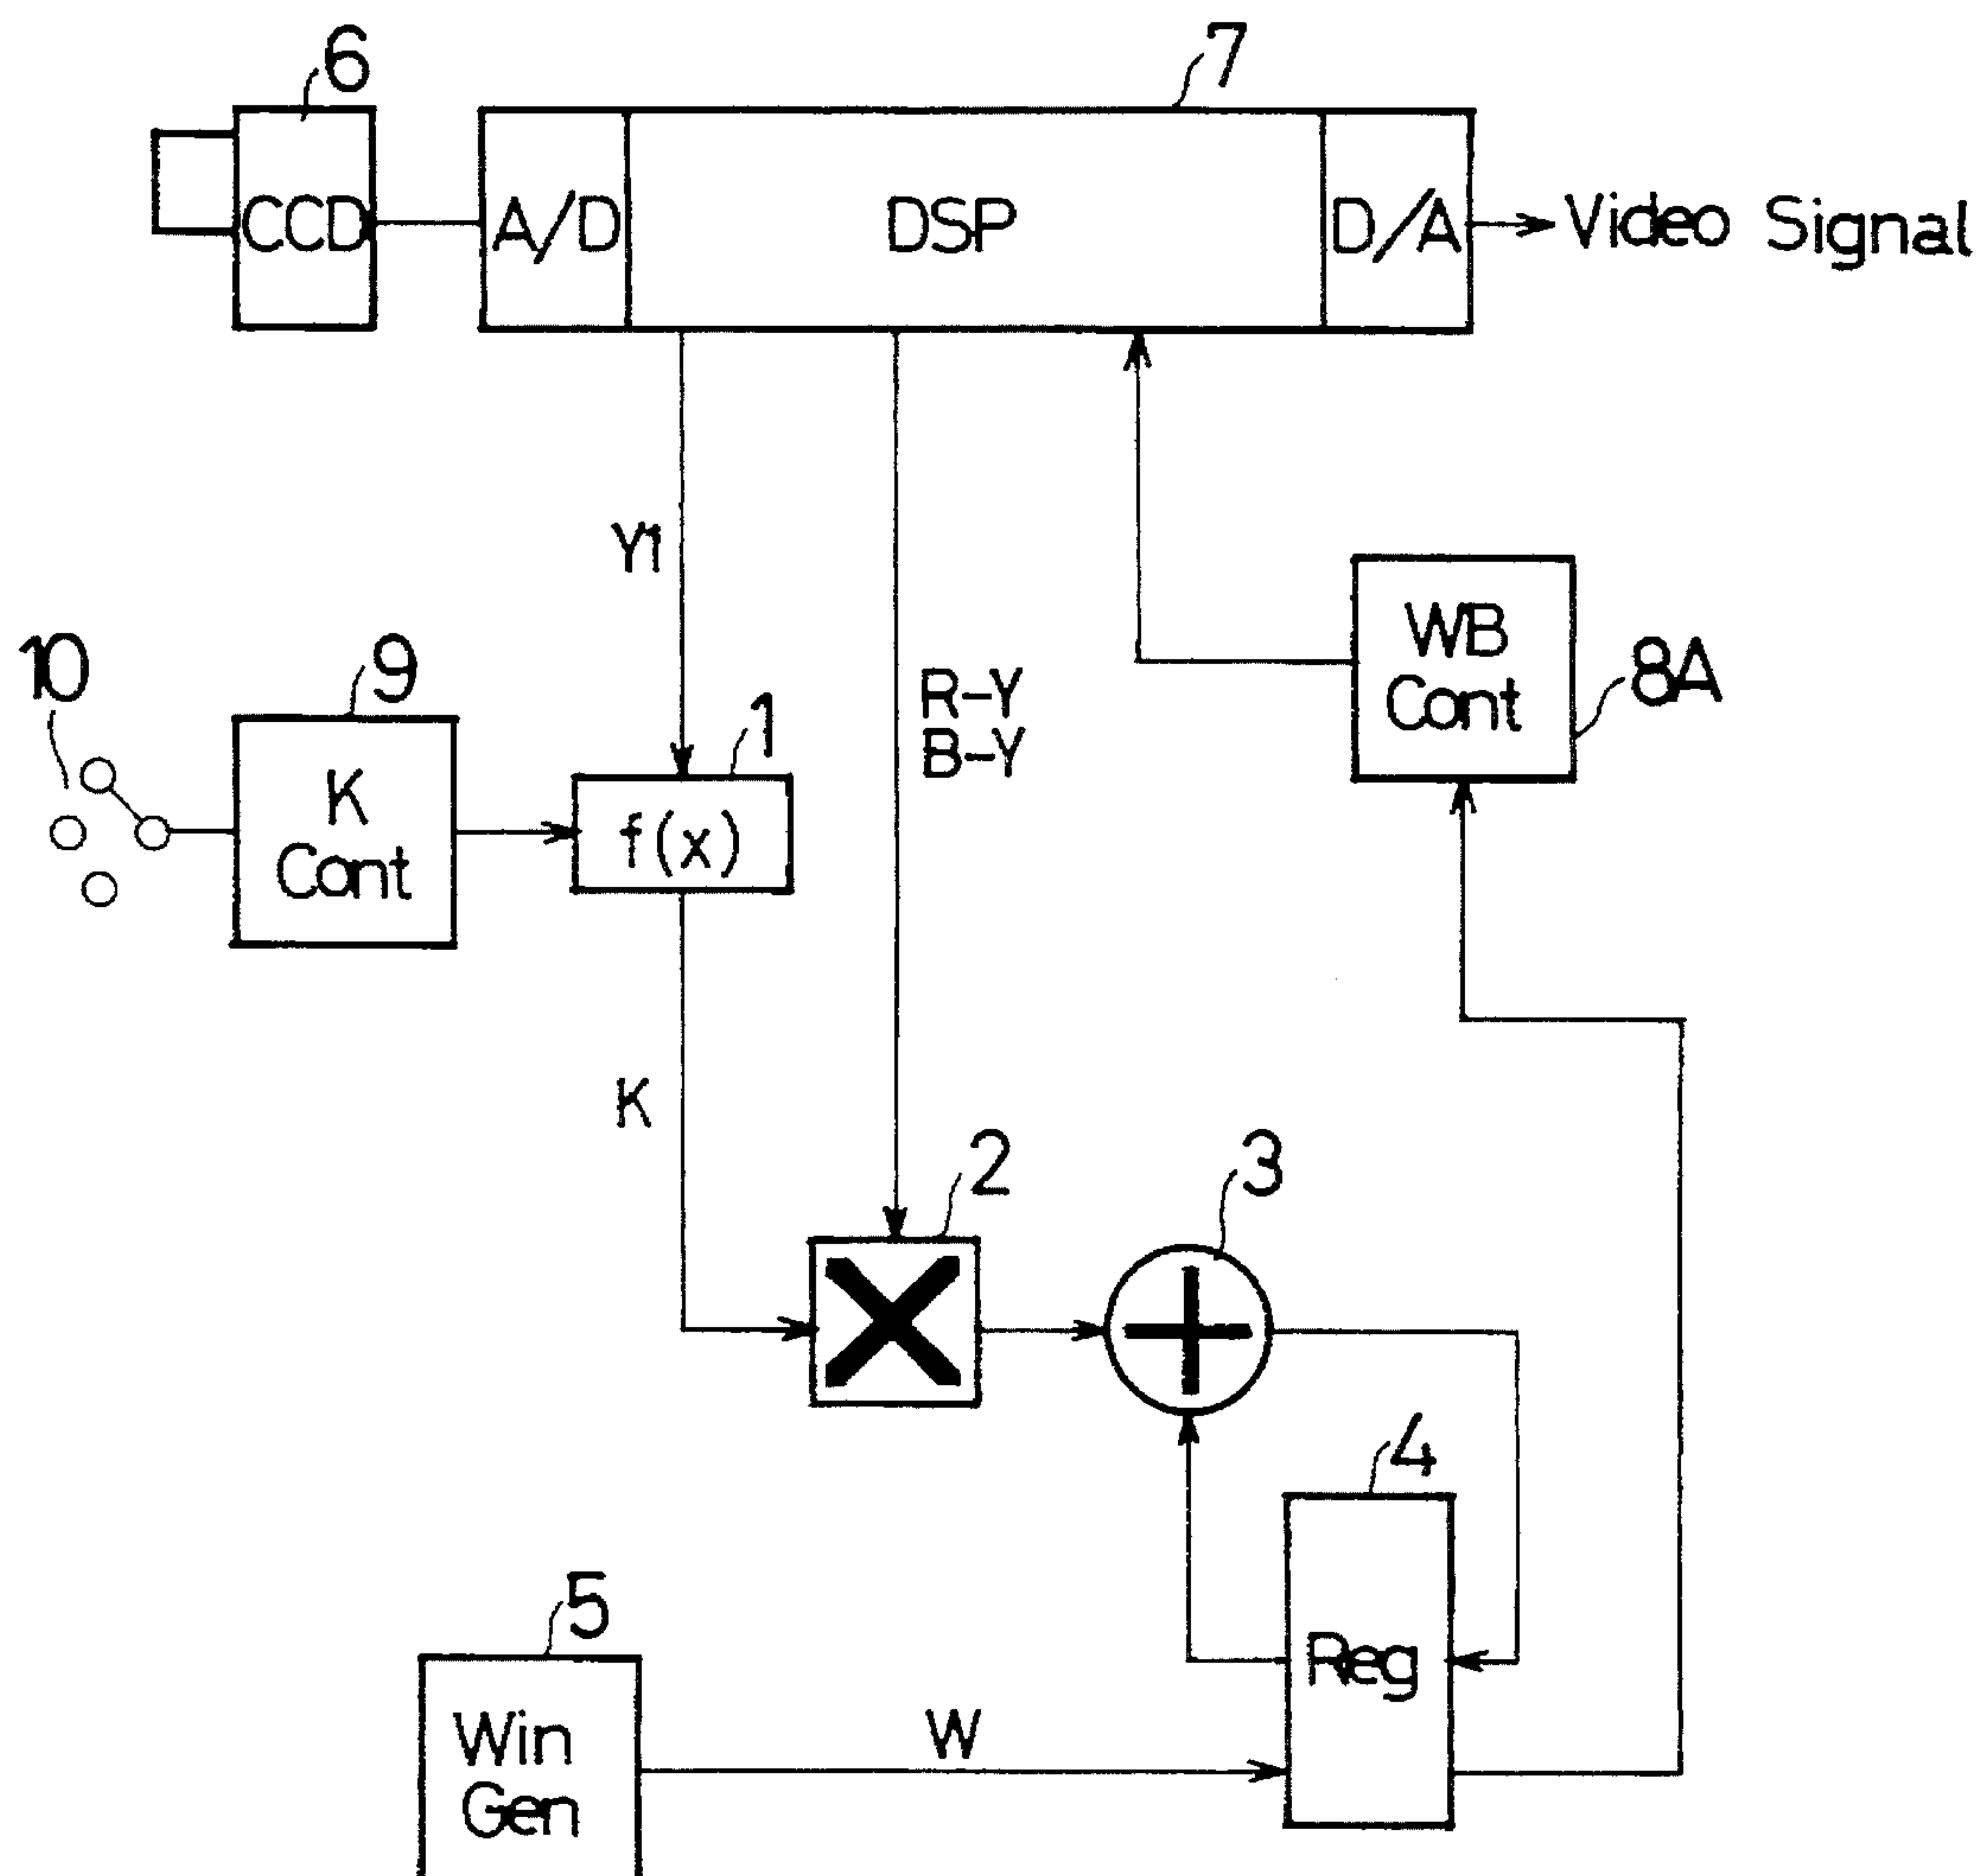 6
7
CCD
A/D
DSP
D/A
Video Signal
Y1
WB
Cont
8A
10
9
1
R-Y
B-Y
K
Cont
f(x)
K
2
3
4
5
Reg
W
Win
Gen